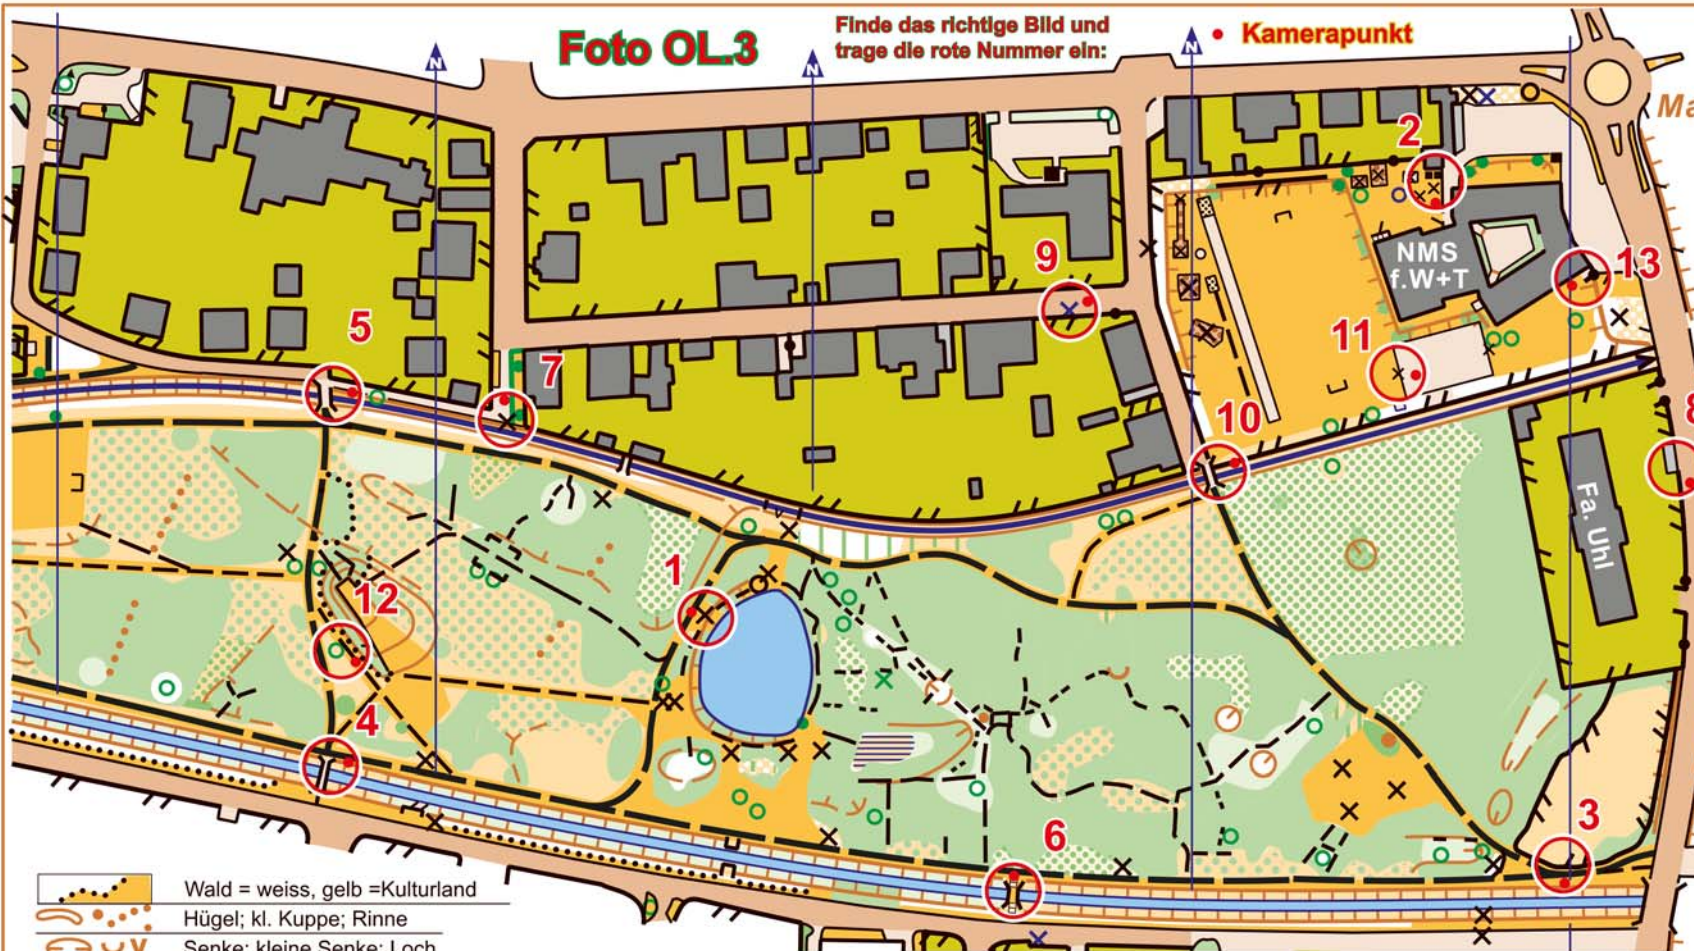 Foto OL.3
Finde das richtige Bild und
trage die rote Nummer ein:
Kamerapunkt
N
N
N
Ma
2
NMS
f.W+T
13
9
11
5
7
10
8
Fa. Uhl
1
12
4
6
3
Wald = weiss, gelb =Kulturland
Hügel; kl. Kuppe; Rinne
Senke; kleine Senke; Loch